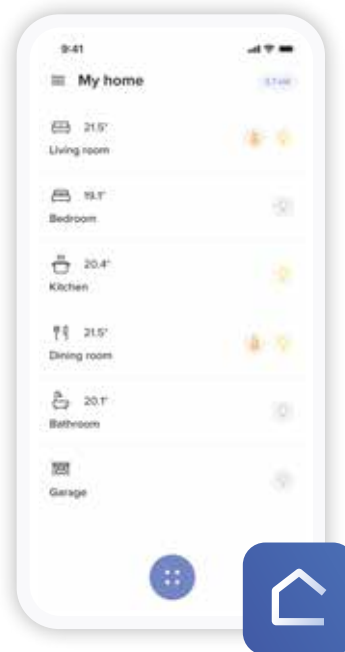 9:41
My home
21.5°
Living room
19.1°
Bedroom
20.4°
Kitchen
21.5°
Dining room
20.1°
Bathroom
Garage